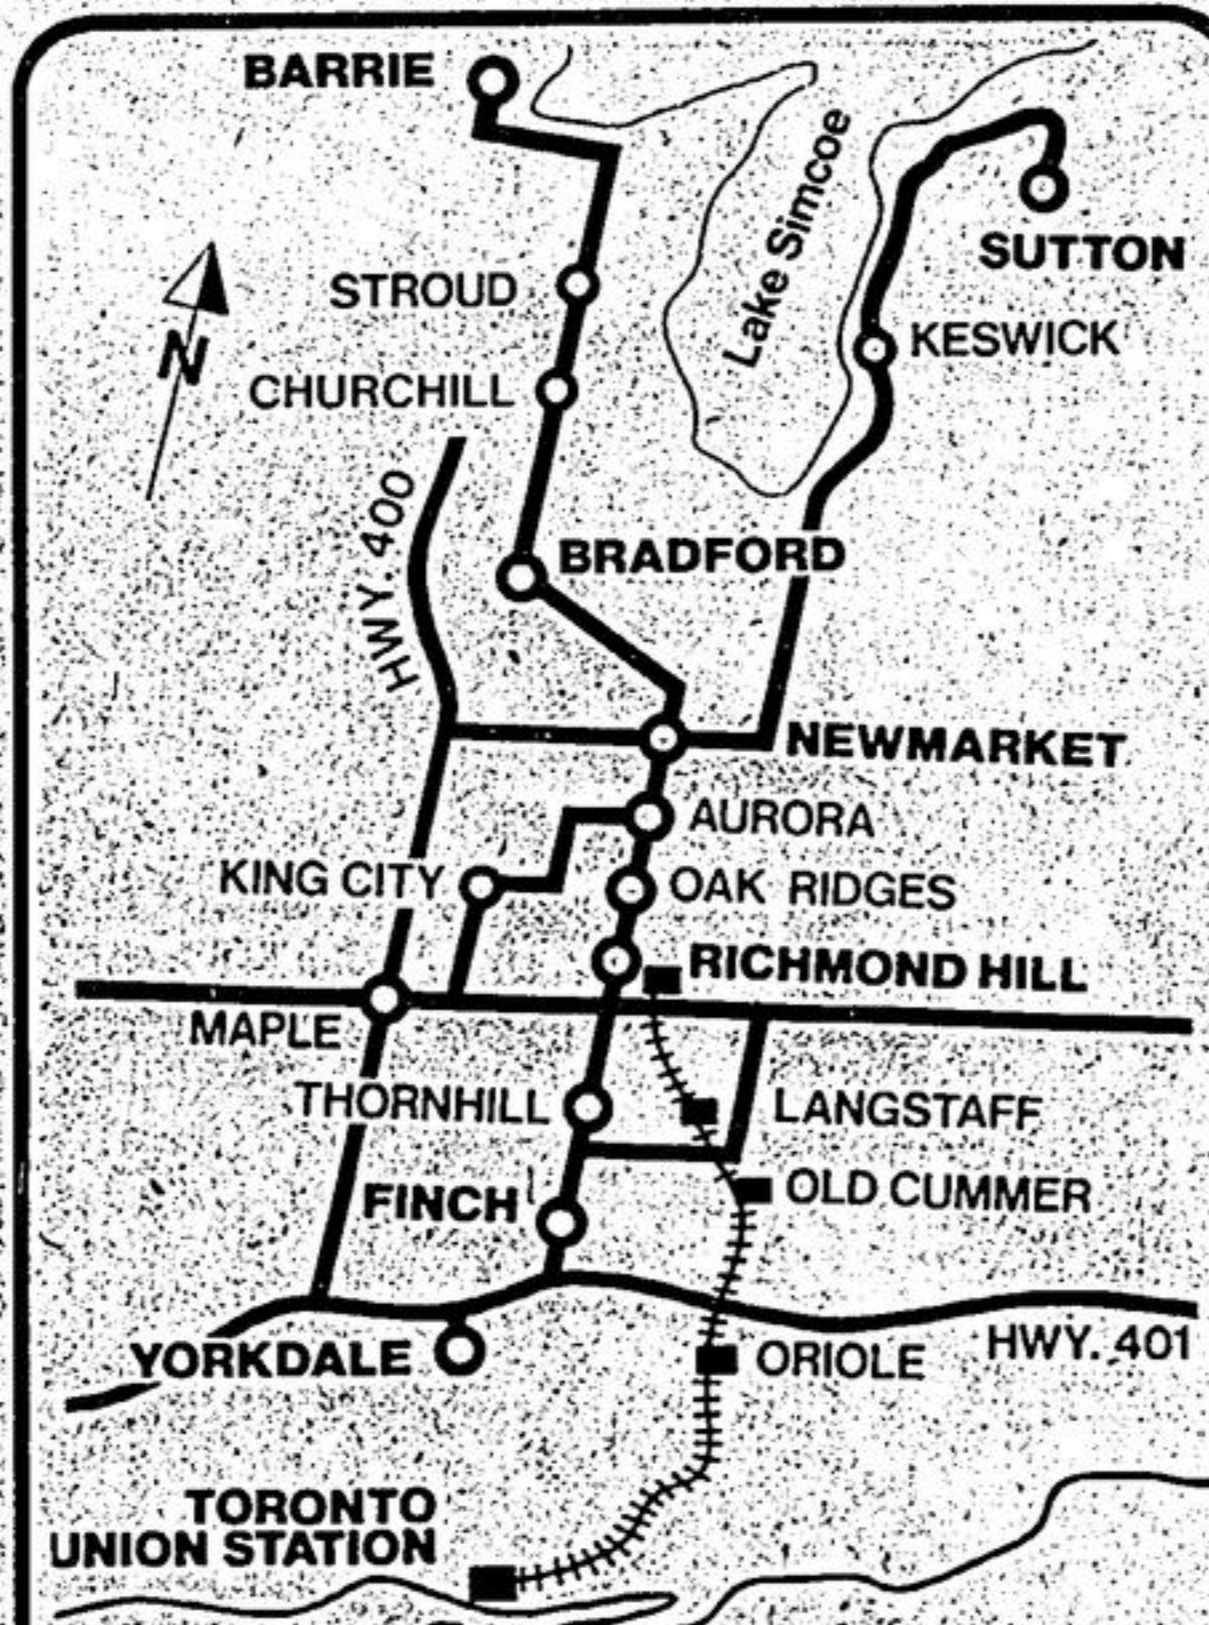 BARRIE
Lake Simcoe
SUTTON
N
STROUD
KESWICK
CHURCHILL
HWY. 400
BRADFORD
NEWMARKET
AURORA
KING CITY
OAK RIDGES
RICHMOND HILL
MAPLE
THORNHILL
LANGSTAFF
FINCH
OLD CUMMER
YORKDALE
ORIOLE
HWY. 401
TORONTO
UNION STATION